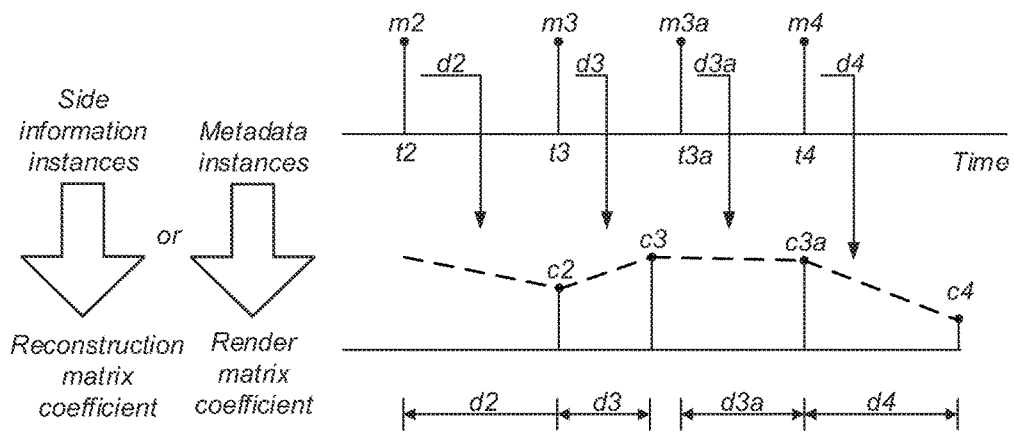 m2 m3 m3a m4
d2 d3 d3a d4
Side
information
instances
Metadada
instances
t2 t3 t3a t4 Time
or
c2 c3 c3a c4
Reconstruction
matrix
coefficient
Render
matrix
coefficient
d2 d3 d3a d4